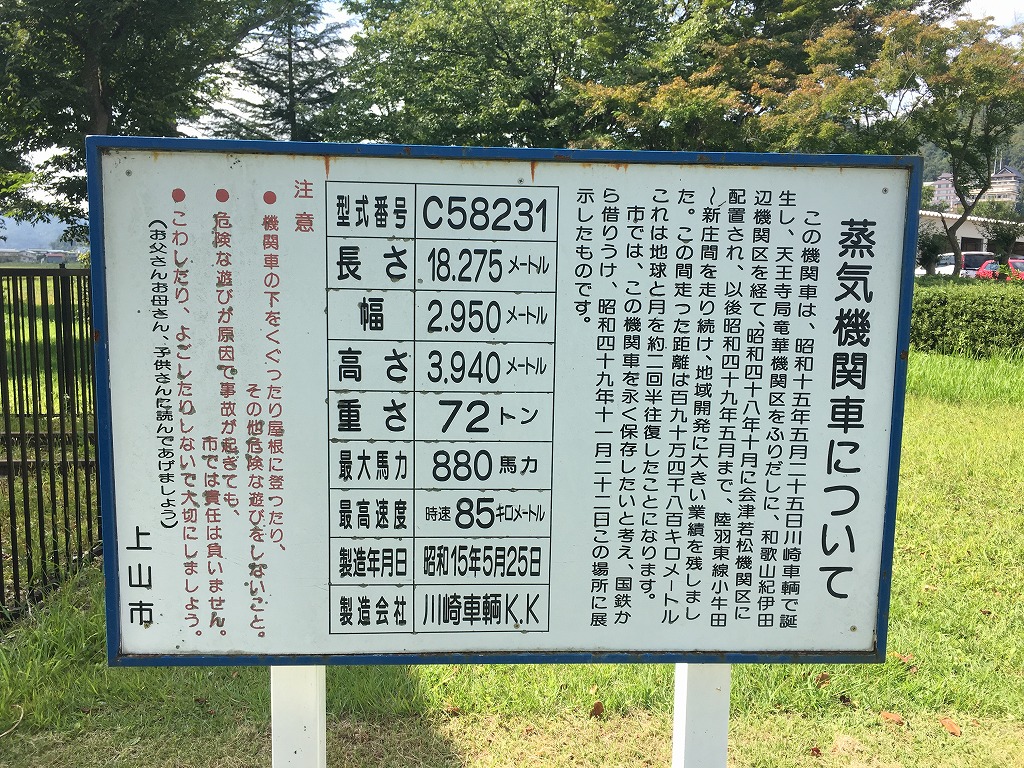 蒸気機関車について
この機関車は、昭和十五年五月二十五日川崎車輌で誕
生し、天王寺局竜華機関区をふりだしに、和歌山紀伊田
辺機関区を経て、昭和四十八年十月に会津若松機関区に
配置され、以後昭和四十九年五月まで、陸羽東線小牛田
～新庄間を走り続け、地域開発に大きい業績を残しまし
た。この間走った距離は百九十万四千八百キロメートル
これは地球と月を約二回半往復したことになります。
市では、この機関車を永く保存したいと考え、国鉄か
ら借りうけ、昭和四十九年十一月二十二日この場所に展
示したものです。
型式番号 C58231
長さ 18.275メートル
幅 2.950メートル
高さ 3.940メートル
重さ 72トン
最大馬力 880馬力
最高速度 時速85キロメートル
製造年月日 昭和15年5月25日
製造会社 川崎車輌K.K
注意
●機関車の下をくぐったり屋根に登つたり、
その他危険な遊びをしないこと。
●危険な遊びが原因で事故が起きても、
市では責任は負いません。
●こわしたり、よごしたりしないで大切にしましょう。
(お父さんお母さん、子供さんに読んであげましょう)
上山市